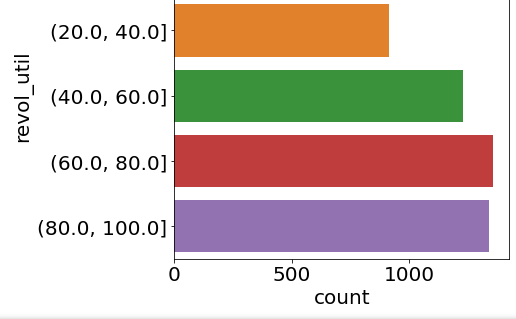 (20.0, 40.0]
(40.0, 60.0]
(60.0, 80.0]
(80.0, 100.0]
revol_util
0 500 1000
count